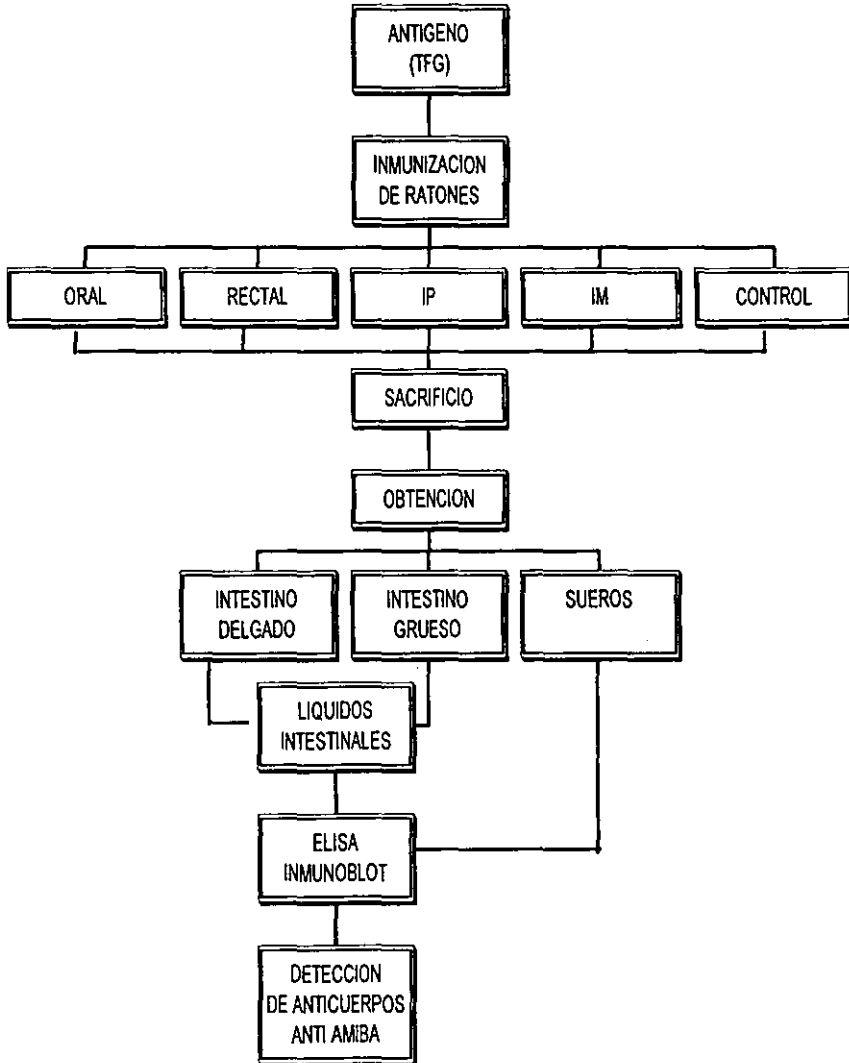 ANTIGENO
(TFG)
INMUNIZACION
DE RATONES
ORAL
RECTAL
IP
IM
CONTROL
SACRIFICIO
OBTENCION
INTESTINO
DELGADO
INTESTINO
GRUESO
SUEROS
LIQUIDOS
INTESTINALES
ELISA
INMUNOBLOT
DETECCION
DE ANTICUERPOS
ANTI AMIBA